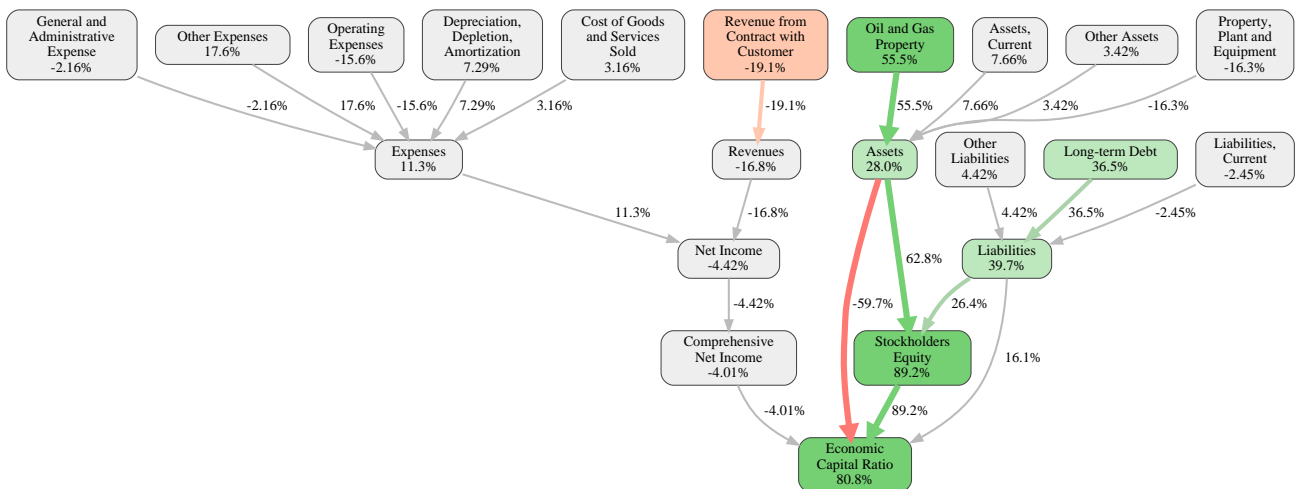 General and
Administrative
Expense
-2.16%
Other Expenses
17.6%
Operating
Expenses
-15.6%
Depreciation,
Depletion,
Amortization
7.29%
Cost of Goods
and Services
Sold
3.16%
Revenue from
Contract with
Customer
-19.1%
Oil and Gas
Property
55.5%
Assets,
Current
7.66%
Other Assets
3.42%
Property,
Plant and
Equipment
-16.3%
-2.16%
17.6%
-15.6%
7.29%
3.16%
-19.1%
55.5%
7.66%
3.42%
-16.3%
Expenses
11.3%
Revenues
-16.8%
Assets
28.0%
Other
Liabilities
4.42%
Long-term Debt
36.5%
Liabilities,
Current
-2.45%
11.3%
-16.8%
4.42%
36.5%
-2.45%
Net Income
-4.42%
62.8%
Liabilities
39.7%
-4.42%
-59.7%
26.4%
Comprehensive
Net Income
-4.01%
Stockholders
Equity
89.2%
16.1%
-4.01%
89.2%
Economic
Capital Ratio
80.8%